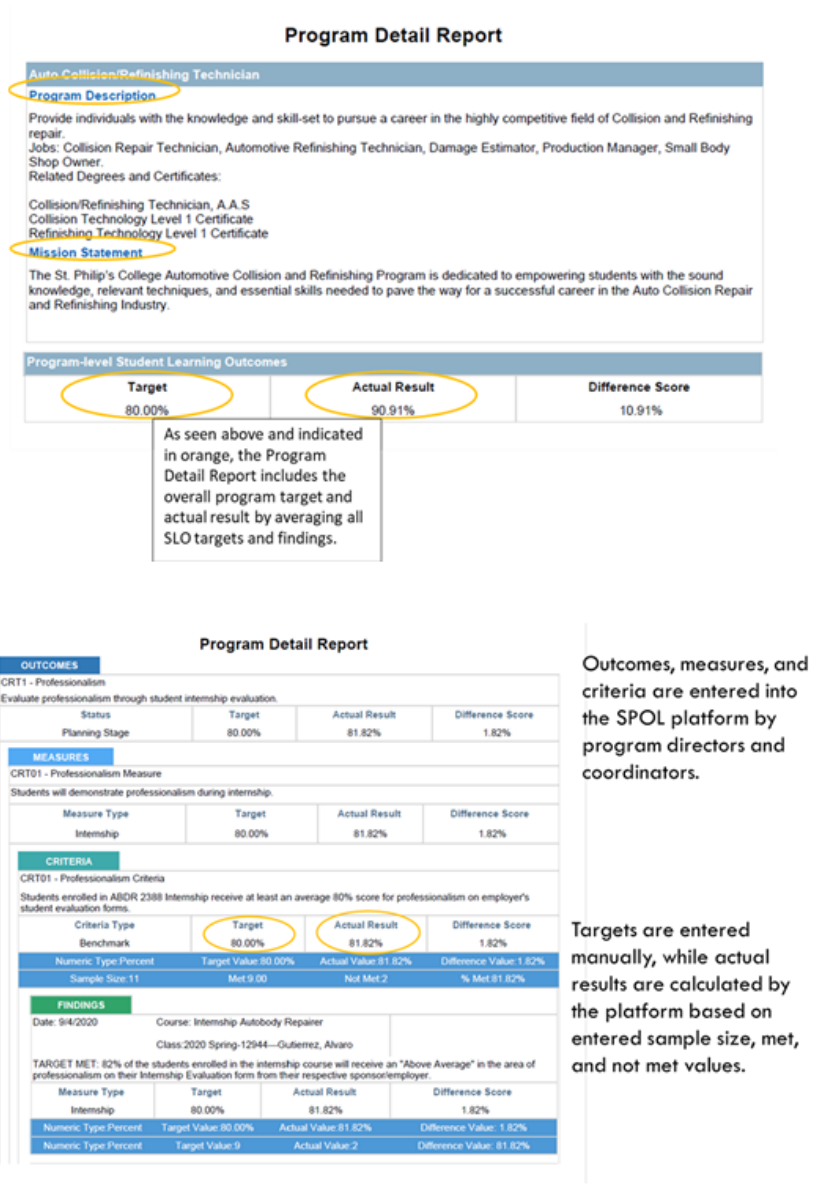 Program Detail Report
Auto Collision/Refinishing Technician
Program Description
Provide individuals with the knowledge and skill-set to pursue a career in the highly competitive field of Collision and Refinishing
repair.
Jobs: Collision Repair Technician, Automotive Refinishing Technician, Damage Estimator, Production Manager, Small Body
Shop Owner.
Related Degrees and Certificates:
Collision/Refinishing Technician, A.A.S
Collision Technology Level 1 Certificate
Refinishing Technology Level 1 Certificate
Mission Statement
The St. Philip's College Automotive Collision and Refinishing Program is dedicated to empowering students with the sound
knowledge, relevant techniques, and essential skills needed to pave the way for a successful career in the Auto Collision Repair
and Refinishing Industry.
Program-level Student Learning Outcomes
Target Actual Result Difference Score
80.00% 90.91% 10.91%
As seen above and indicated
in orange, the Program
Detail Report includes the
overall program target and
actual result by averaging all
SLO targets and findings.
Program Detail Report
OUTCOMES
CRT1 - Professionalism
Evaluate professionalism through student internship evaluation.
Status Target Actual Result Difference Score
Planning Stage 80.00% 81.82% 1.82%
MEASURES
CRT01 - Professionalism Measure
Students will demonstrate professionalism during internship.
Measure Type Target Actual Result Difference Score
Internship 80.00% 81.82% 1.82%
CRITERIA
CRT01 - Professionalism Criteria
Students enrolled in ABDR 2388 Internship receive at least an average 80% score for professionalism on employer's
student evaluation forms.
Criteria Type Target Actual Result Difference Score
Benchmark 80.00% 81.82% 1.82%
Numeric Type:Percent Target Value:80.00% Actual Value:81.82% Difference Value:1.82%
Sample Size:11 Met:9.00 Not Met:2 % Met:81.82%
FINDINGS
Date: 9/4/2020 Course: Internship Autobody Repairer
Class:2020 Spring-12944---Gutierrez, Alvaro
TARGET MET: 82% of the students enrolled in the internship course will receive an "Above Average" in the area of
professionalism on their Internship Evaluation form from their respective sponsor/employer.
Measure Type Target Actual Result Difference Score
Internship 80.00% 81.82% 1.82%
Numeric Type:Percent Target Value:80.00% Actual Value:81.82% Difference Value: 1.82%
Numeric Type:Percent Target Value:9 Actual Value:2 Difference Value: 81.82%
Outcomes, measures, and
criteria are entered into
the SPOL platform by
program directors and
coordinators.
Targets are entered
manually, while actual
results are calculated by
the platform based on
entered sample size, met,
and not met values.